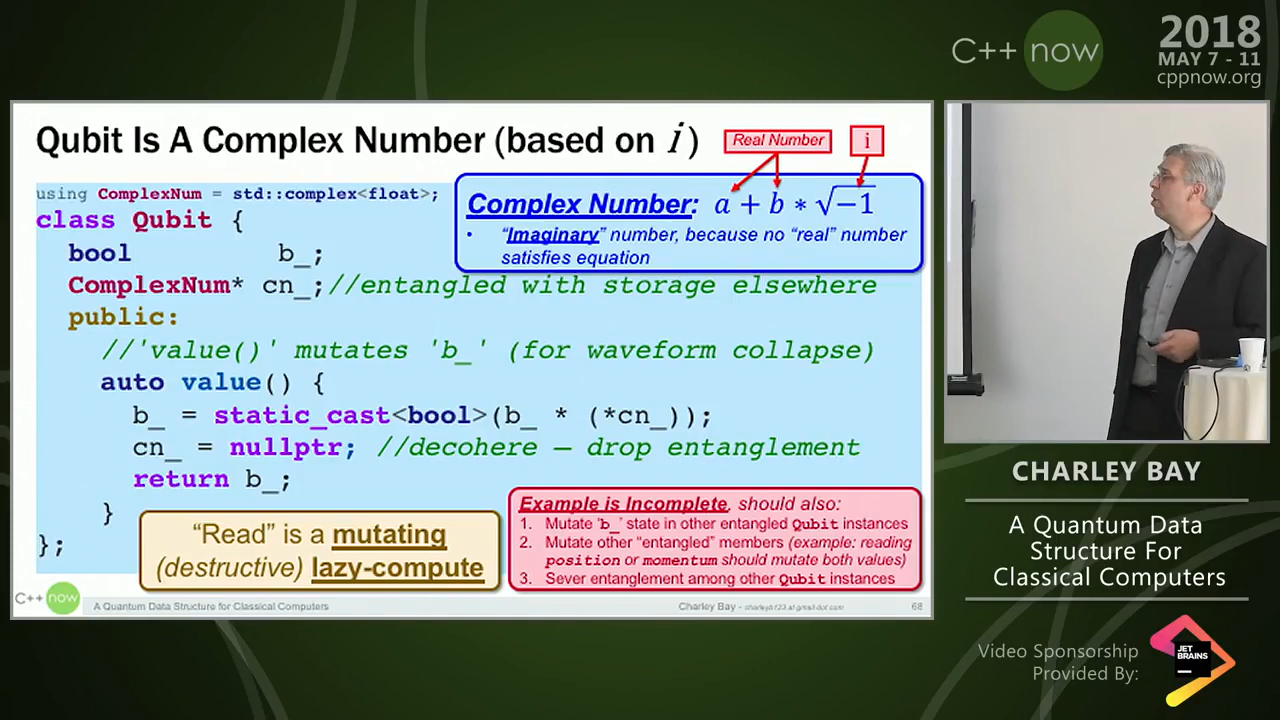 C++ now
2018
MAY 7 - 11
cppnow.org
Qubit Is A Complex Number (based on i )
Real Number
i
using ComplexNum = std::complex<float>;
class Qubit {
bool b_;
ComplexNum* cn_;//entangled with storage elsewhere
public:
//'value()' mutates 'b_' (for waveform collapse)
auto value() {
b_ = static_cast<bool>(b_ * (*cn_));
cn_ = nullptr; //decohere – drop entanglement
return b_;
}
};
Complex Number: a + b * √−1
• "Imaginary" number, because no "real" number
satisfies equation
"Read" is a mutating
(destructive) lazy-compute
Example is Incomplete, should also:
1. Mutate 'b_' state in other entangled Qubit instances
2. Mutate other "entangled" members (example: reading
position or momentum should mutate both values)
3. Sever entanglement among other Qubit instances
C++ now
A Quantum Data Structure for Classical Computers
Charley Bay -
68
CHARLEY BAY
A Quantum Data
Structure For
Classical Computers
Video Sponsorship
Provided By:
JET
BRAINS